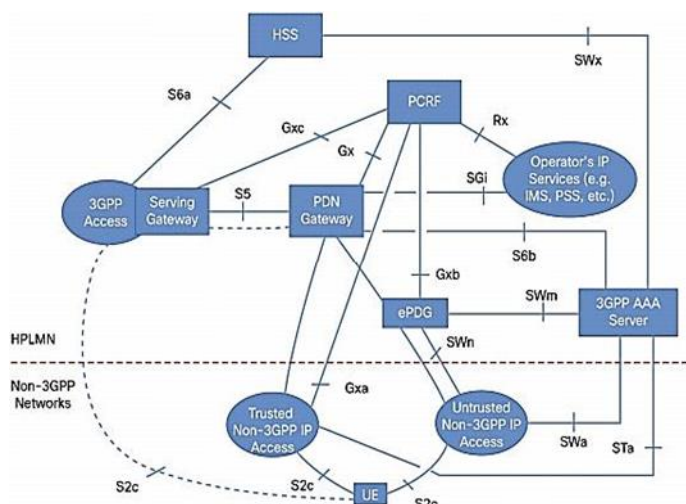 HSS
SWx
S6a
PCRF
Gxc
Gx
Rx
Operator's IP
Services (e.g.
IMS, PSS, etc.)
3GPP
Access
Serving
Gateway
S5
PDN
Gateway
SGi
S6b
Gxb
SWm
ePDG
3GPP AAA
Server
HPLMN
SWn
Non-3GPP
Networks
Gxa
Trusted
Non-3GPP IP
Access
Untrusted
Non-3GPP IP
Access
SWa
STa
S2c
S2c
UE
S2c